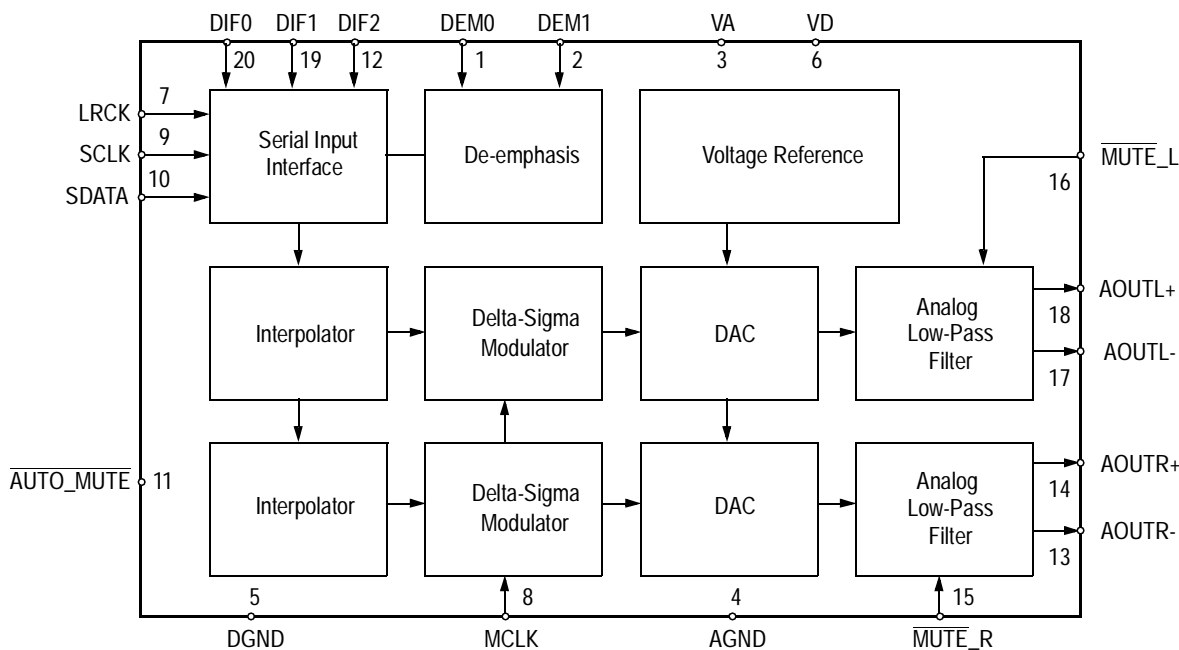 DIF0 DIF1 DIF2 DEM0 DEM1 VA VD
20 19 12 1 2 3 6
LRCK 7
SCLK 9
SDATA 10
Serial Input
Interface
De-emphasis
Voltage Reference
MUTE_L
16
Interpolator
Delta-Sigma
Modulator
DAC
Analog
Low-Pass
Filter
AOUTL+
18
AOUTL-
17
AUTO_MUTE 11
Interpolator
Delta-Sigma
Modulator
DAC
Analog
Low-Pass
Filter
AOUTR+
14
AOUTR-
13
5 8 4 15
DGND MCLK AGND MUTE_R